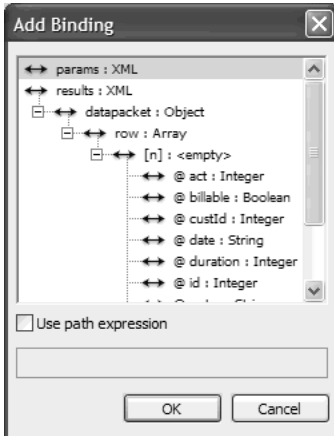 Add Binding
params : XML
results : XML
datapacket : Object
row : Array
[n] : <empty>
@ act : Integer
@ billable : Boolean
@ custId : Integer
@ date : String
@ duration : Integer
@ id : Integer
Use path expression
OK Cancel